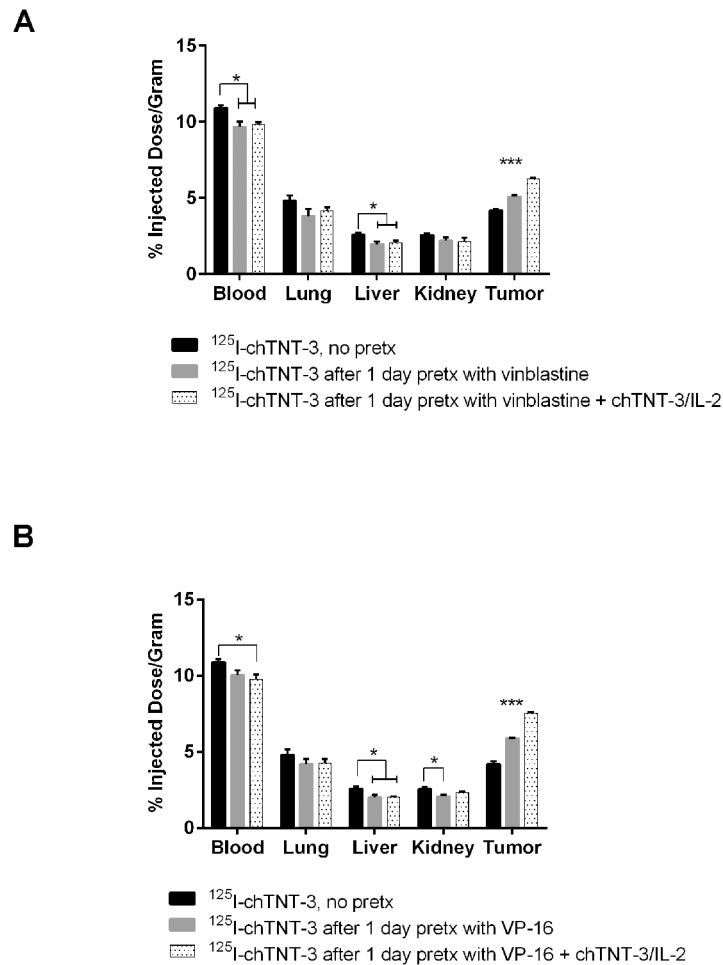 A
% Injected Dose/Gram
15
10
5
0
*
*
***
Blood Lung Liver Kidney Tumor
¹²⁵I-chTNT-3, no pretx
¹²⁵I-chTNT-3 after 1 day pretx with vinblastine
¹²⁵I-chTNT-3 after 1 day pretx with vinblastine + chTNT-3/IL-2
B
% Injected Dose/Gram
15
10
5
0
*
*
*
***
Blood Lung Liver Kidney Tumor
¹²⁵I-chTNT-3, no pretx
¹²⁵I-chTNT-3 after 1 day pretx with VP-16
¹²⁵I-chTNT-3 after 1 day pretx with VP-16 + chTNT-3/IL-2